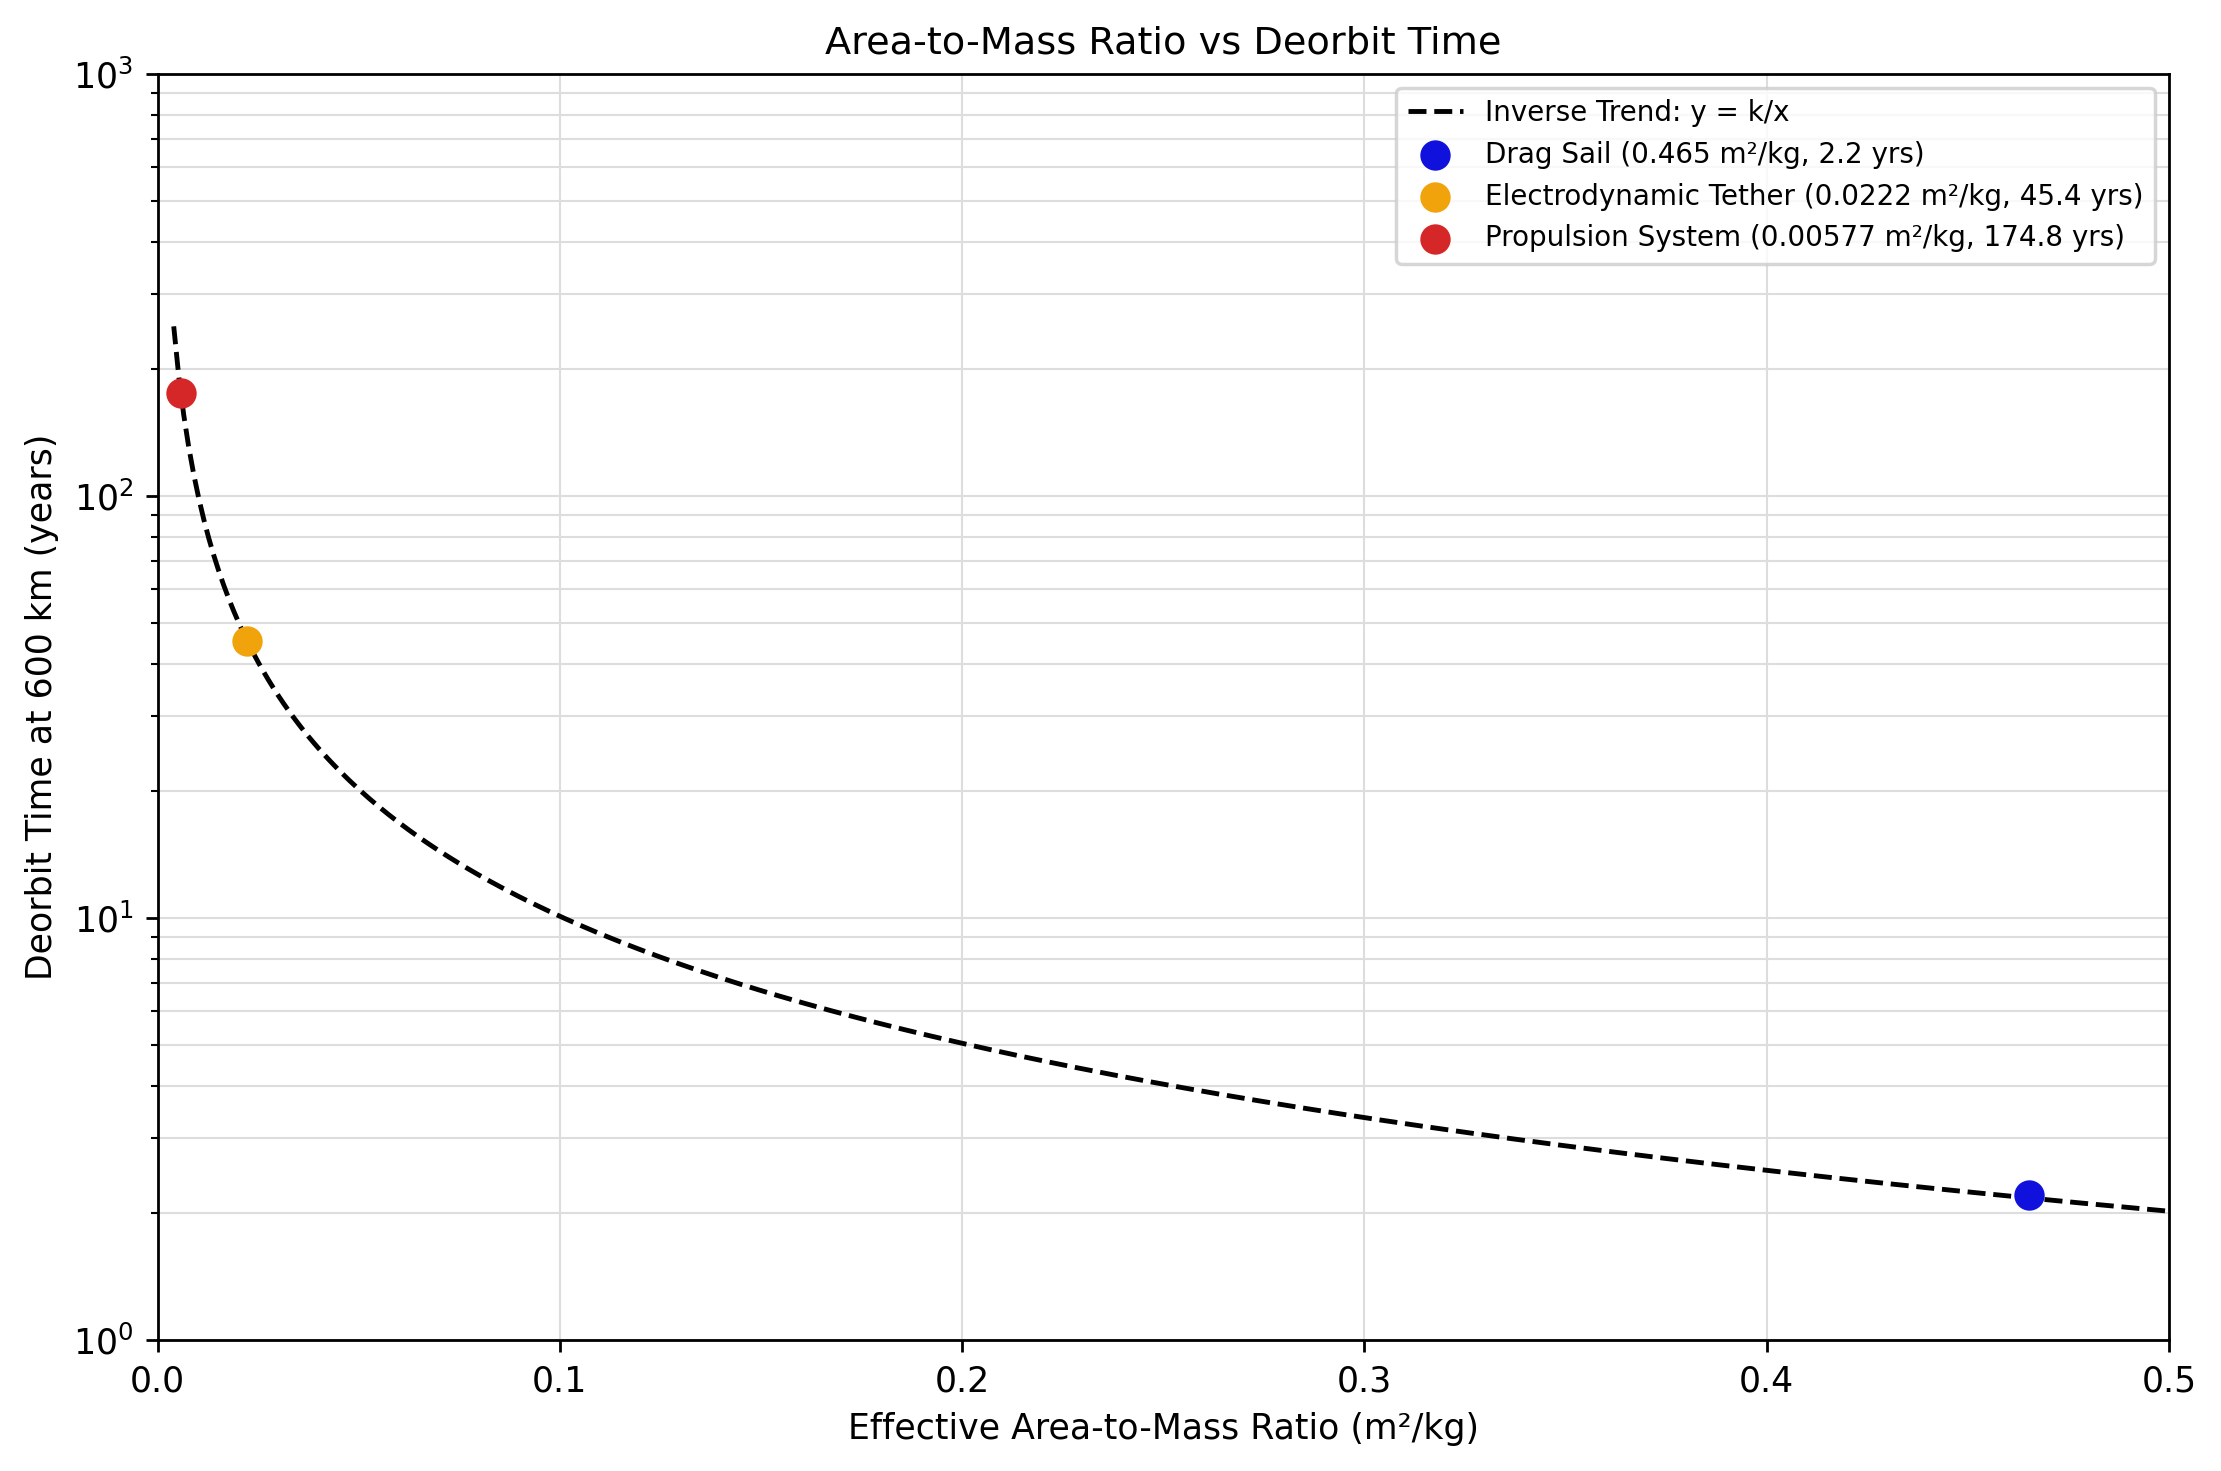 Area-to-Mass Ratio vs Deorbit Time
Inverse Trend: y = k/x
Drag Sail (0.465 m²/kg, 2.2 yrs)
Electrodynamic Tether (0.0222 m²/kg, 45.4 yrs)
Propulsion System (0.00577 m²/kg, 174.8 yrs)
Deorbit Time at 600 km (years)
10³
10²
10¹
10⁰
0.0 0.1 0.2 0.3 0.4 0.5
Effective Area-to-Mass Ratio (m²/kg)